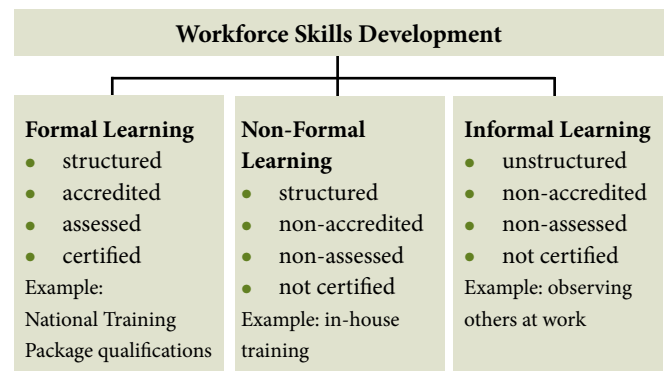 Workforce Skills Development
Formal Learning
• structured
• accredited
• assessed
• certified
Example:
National Training
Package qualifications
Non-Formal
Learning
• structured
• non-accredited
• non-assessed
• not certified
Example: in-house
training
Informal Learning
• unstructured
• non-accredited
• non-assessed
• not certified
Example: observing
others at work